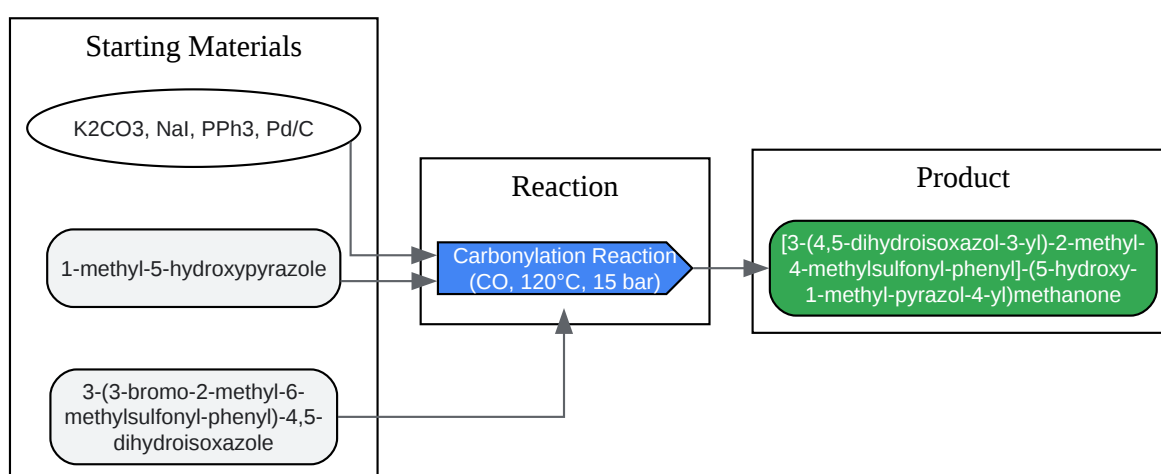 Starting Materials
K2CO3, NaI, PPh3, Pd/C
1-methyl-5-hydroxypyrazole
3-(3-bromo-2-methyl-6-
methylsulfonyl-phenyl)-4,5-
dihydroisoxazole
Reaction
Carbonylation Reaction
(CO, 120°C, 15 bar)
Product
[3-(4,5-dihydroisoxazol-3-yl)-2-methyl-
4-methylsulfonyl-phenyl]-(5-hydroxy-
1-methyl-pyrazol-4-yl)methanone